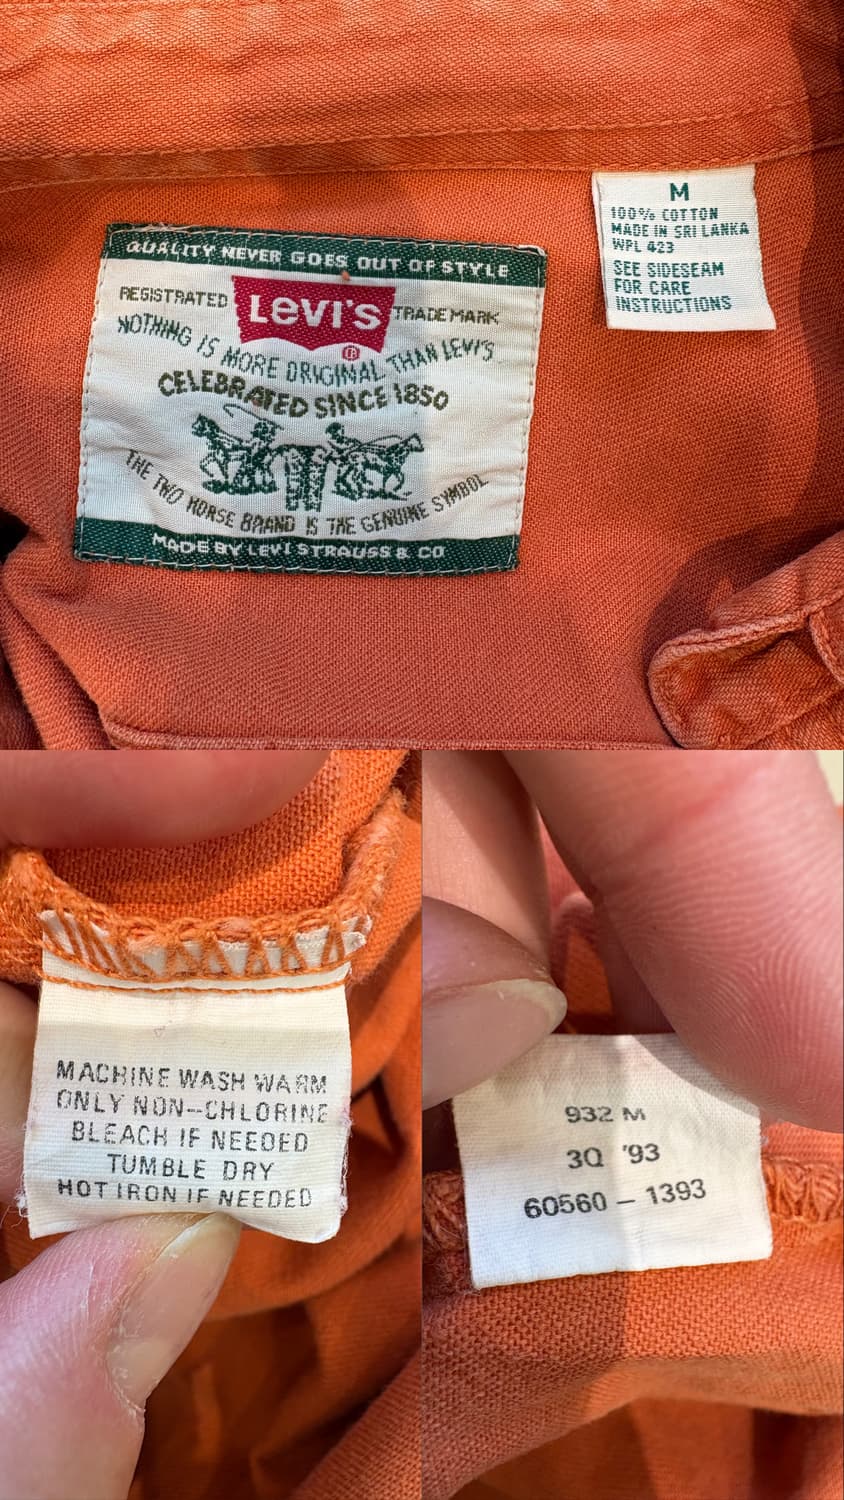 QUALITY NEVER GOES OUT OF STYLE
REGISTRATED Levi's TRADE MARK
®
NOTHING IS MORE ORIGINAL THAN LEVI'S
CELEBRATED SINCE 1850
THE TWO HORSE BRAND IS THE GENUINE SYMBOL
MADE BY LEVI STRAUSS & CO
M
100% COTTON
MADE IN SRI LANKA
WPL 423
SEE SIDESEAM
FOR CARE
INSTRUCTIONS
MACHINE WASH WARM
ONLY NON-CHLORINE
BLEACH IF NEEDED
TUMBLE DRY
HOT IRON IF NEEDED
932 M
3Q '93
60560 – 1393